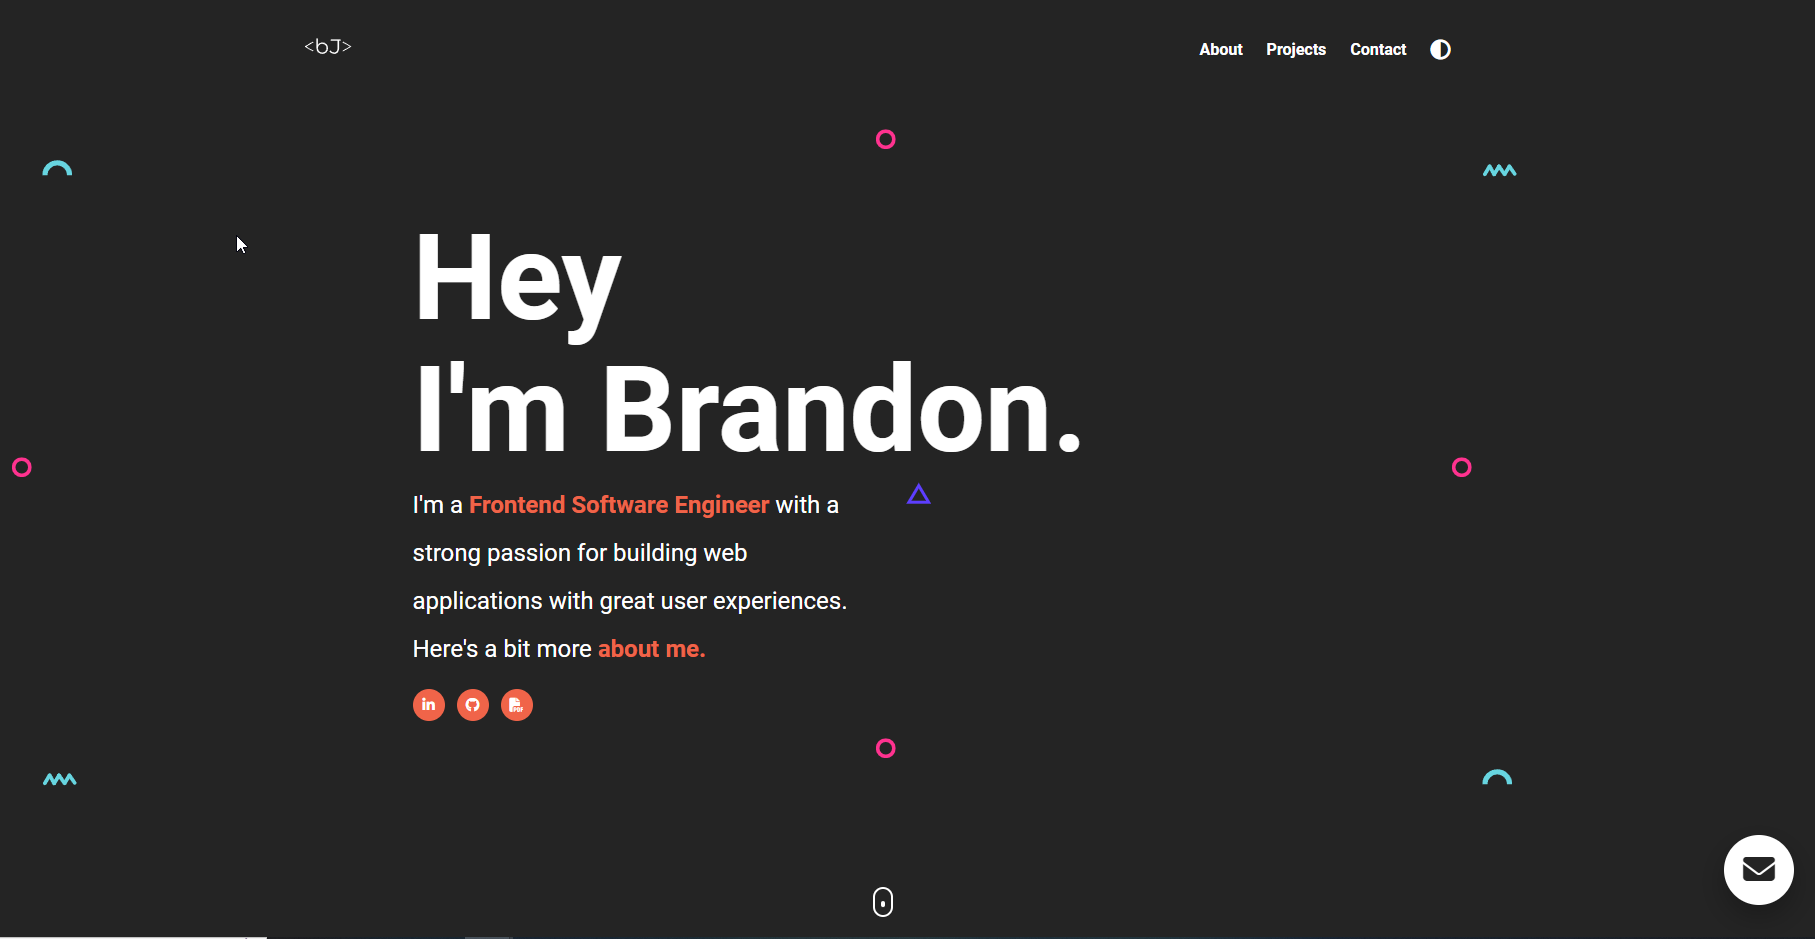 <bJ>
About Projects Contact
Hey
I'm Brandon.
I'm a Frontend Software Engineer with a
strong passion for building web
applications with great user experiences.
Here's a bit more about me.
in
PDF